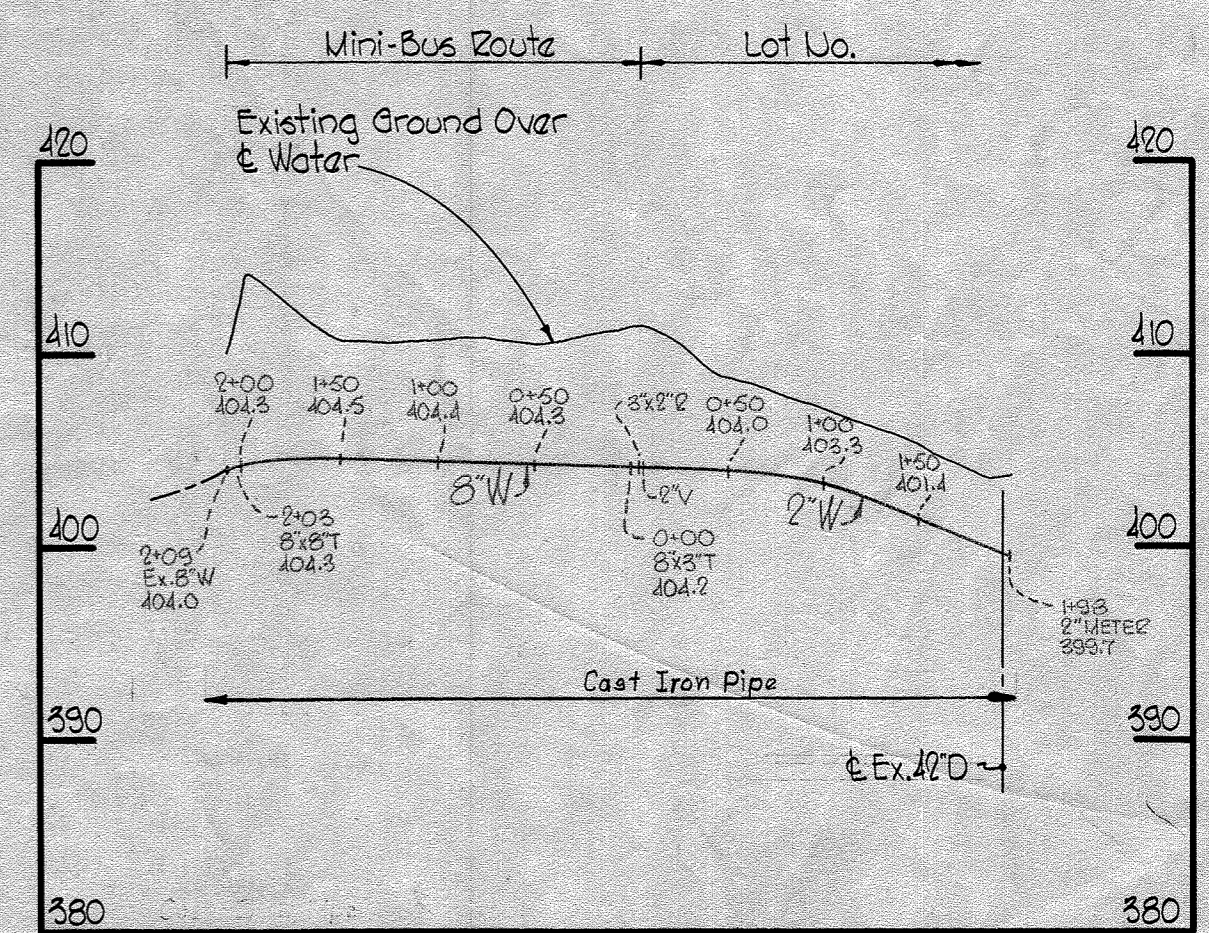 Mini-Bus Route
Lot No.
Existing Ground Over
℄ Water
420
420
410
410
2+00
404.3
1+50
404.5
1+00
404.4
0+50
404.3
3"x2"R
0+50
404.0
1+00
403.3
1+50
401.4
8"W
2"V
2"W
400
400
2+09
Ex.8"W
404.0
2+03
8"x8"T
404.3
0+00
8"x3"T
404.2
1+98
2"METER
399.7
Cast Iron Pipe
390
390
℄ Ex.42"D
380
380